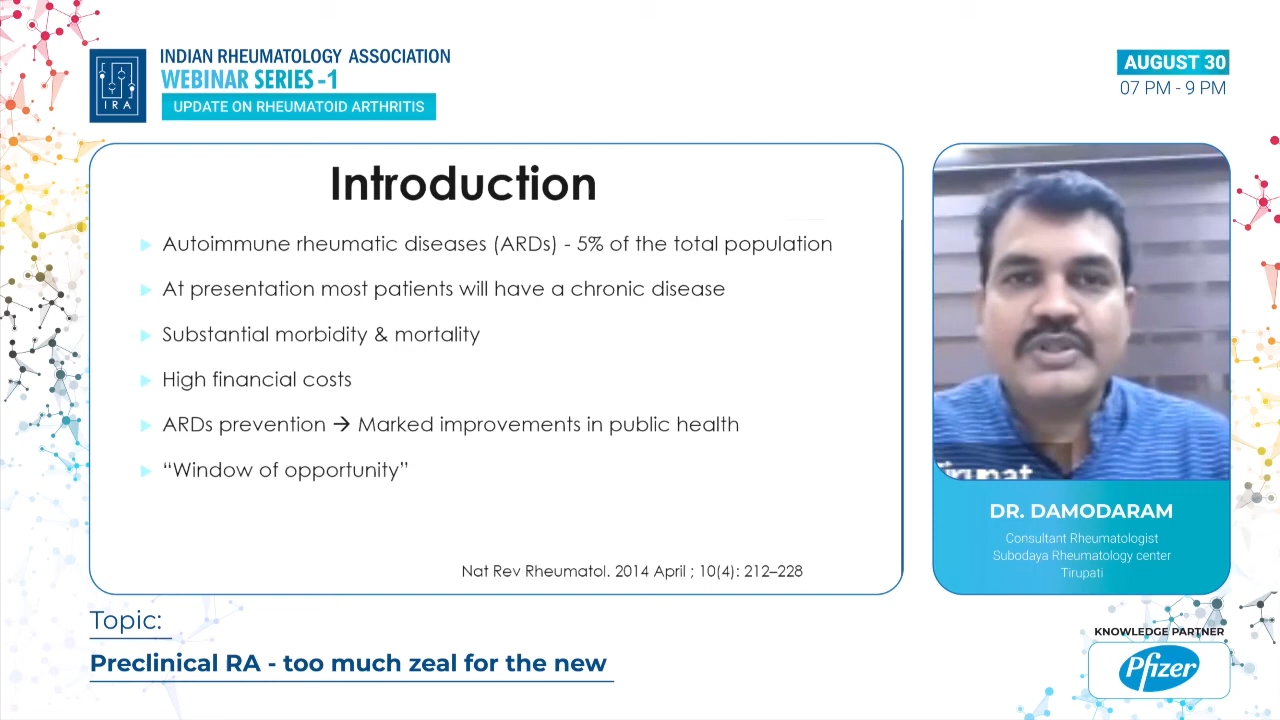 INDIAN RHEUMATOLOGY ASSOCIATION
WEBINAR SERIES -1
UPDATE ON RHEUMATOID ARTHRITIS
IRA
AUGUST 30
07 PM - 9 PM
Introduction
Autoimmune rheumatic diseases (ARDs) - 5% of the total population
At presentation most patients will have a chronic disease
Substantial morbidity & mortality
High financial costs
ARDs prevention → Marked improvements in public health
“Window of opportunity”
Nat Rev Rheumatol. 2014 April ; 10(4): 212–228
DR. DAMODARAM
Consultant Rheumatologist
Subodaya Rheumatology center
Tirupati
Topic:
Preclinical RA - too much zeal for the new
KNOWLEDGE PARTNER
Pfizer